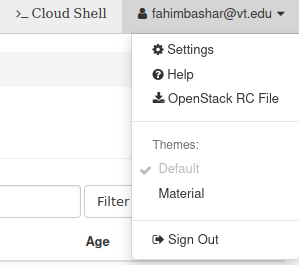 >_ Cloud Shell
fahimbashar@vt.edu
Settings
Help
OpenStack RC File
Themes:
Default
Material
Filter
Age
Sign Out